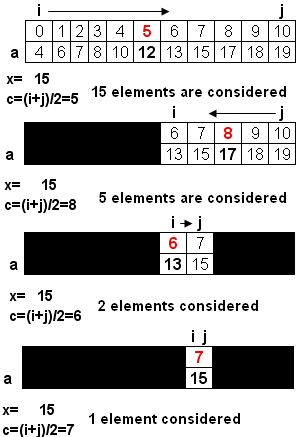 i j
0 1 2 3 4 5 6 7 8 9 10
a 4 6 7 8 10 12 13 15 17 18 19
x= 15
c=(i+j)/2=5 15 elements are considered
i j
6 7 8 9 10
a 13 15 17 18 19
x= 15
c=(i+j)/2=8 5 elements are considered
i j
6 7
a 13 15
x= 15
c=(i+j)/2=6 2 elements considered
i j
7
a 15
x= 15
c=(i+j)/2=7 1 element considered